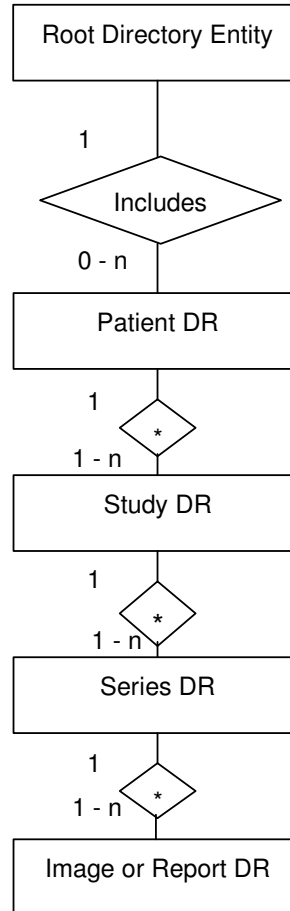 Root Directory Entity
1
Includes
0 - n
Patient DR
1
*
1 - n
Study DR
1
*
1 - n
Series DR
1
*
1 - n
Image or Report DR